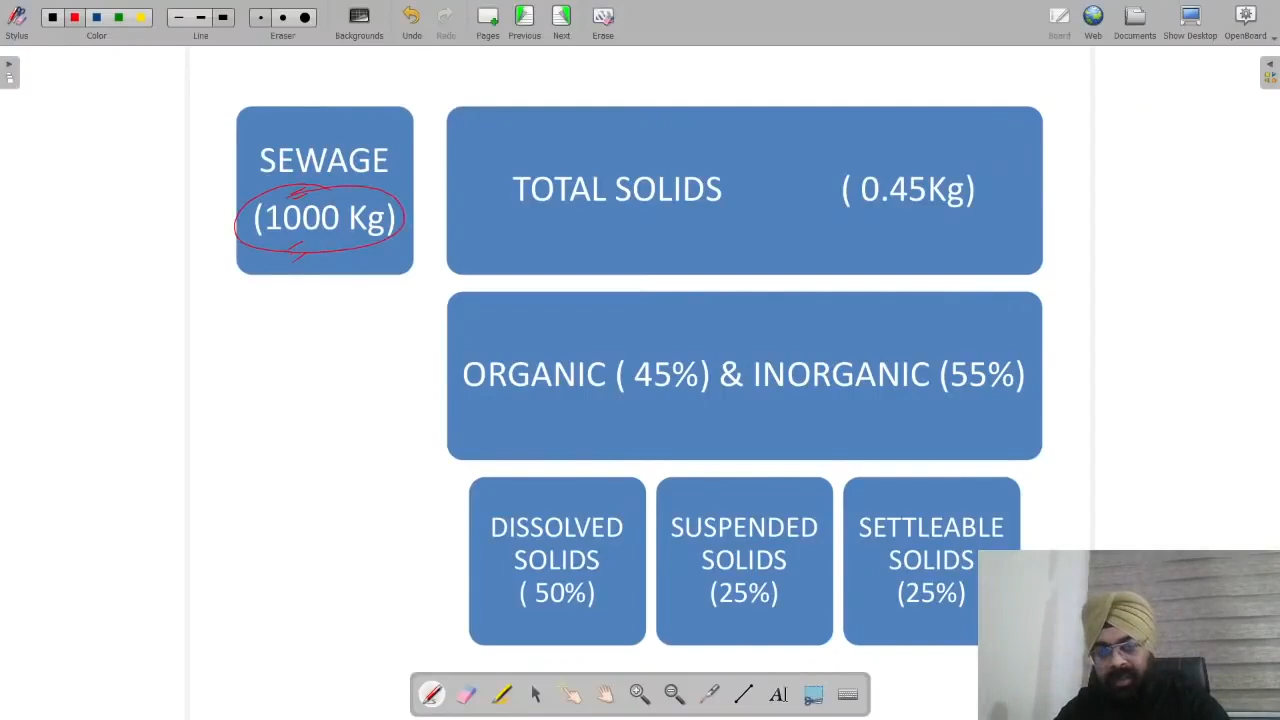 Stylus
Color
Line
Eraser
Backgrounds
Undo
Redo
Pages
Previous
Next
Erase
Board
Web
Documents
Show Desktop
OpenBoard
SEWAGE
(1000 Kg)
TOTAL SOLIDS ( 0.45Kg)
ORGANIC ( 45%) & INORGANIC (55%)
DISSOLVED
SOLIDS
( 50%)
SUSPENDED
SOLIDS
(25%)
SETTLEABLE
SOLIDS
(25%)
AI